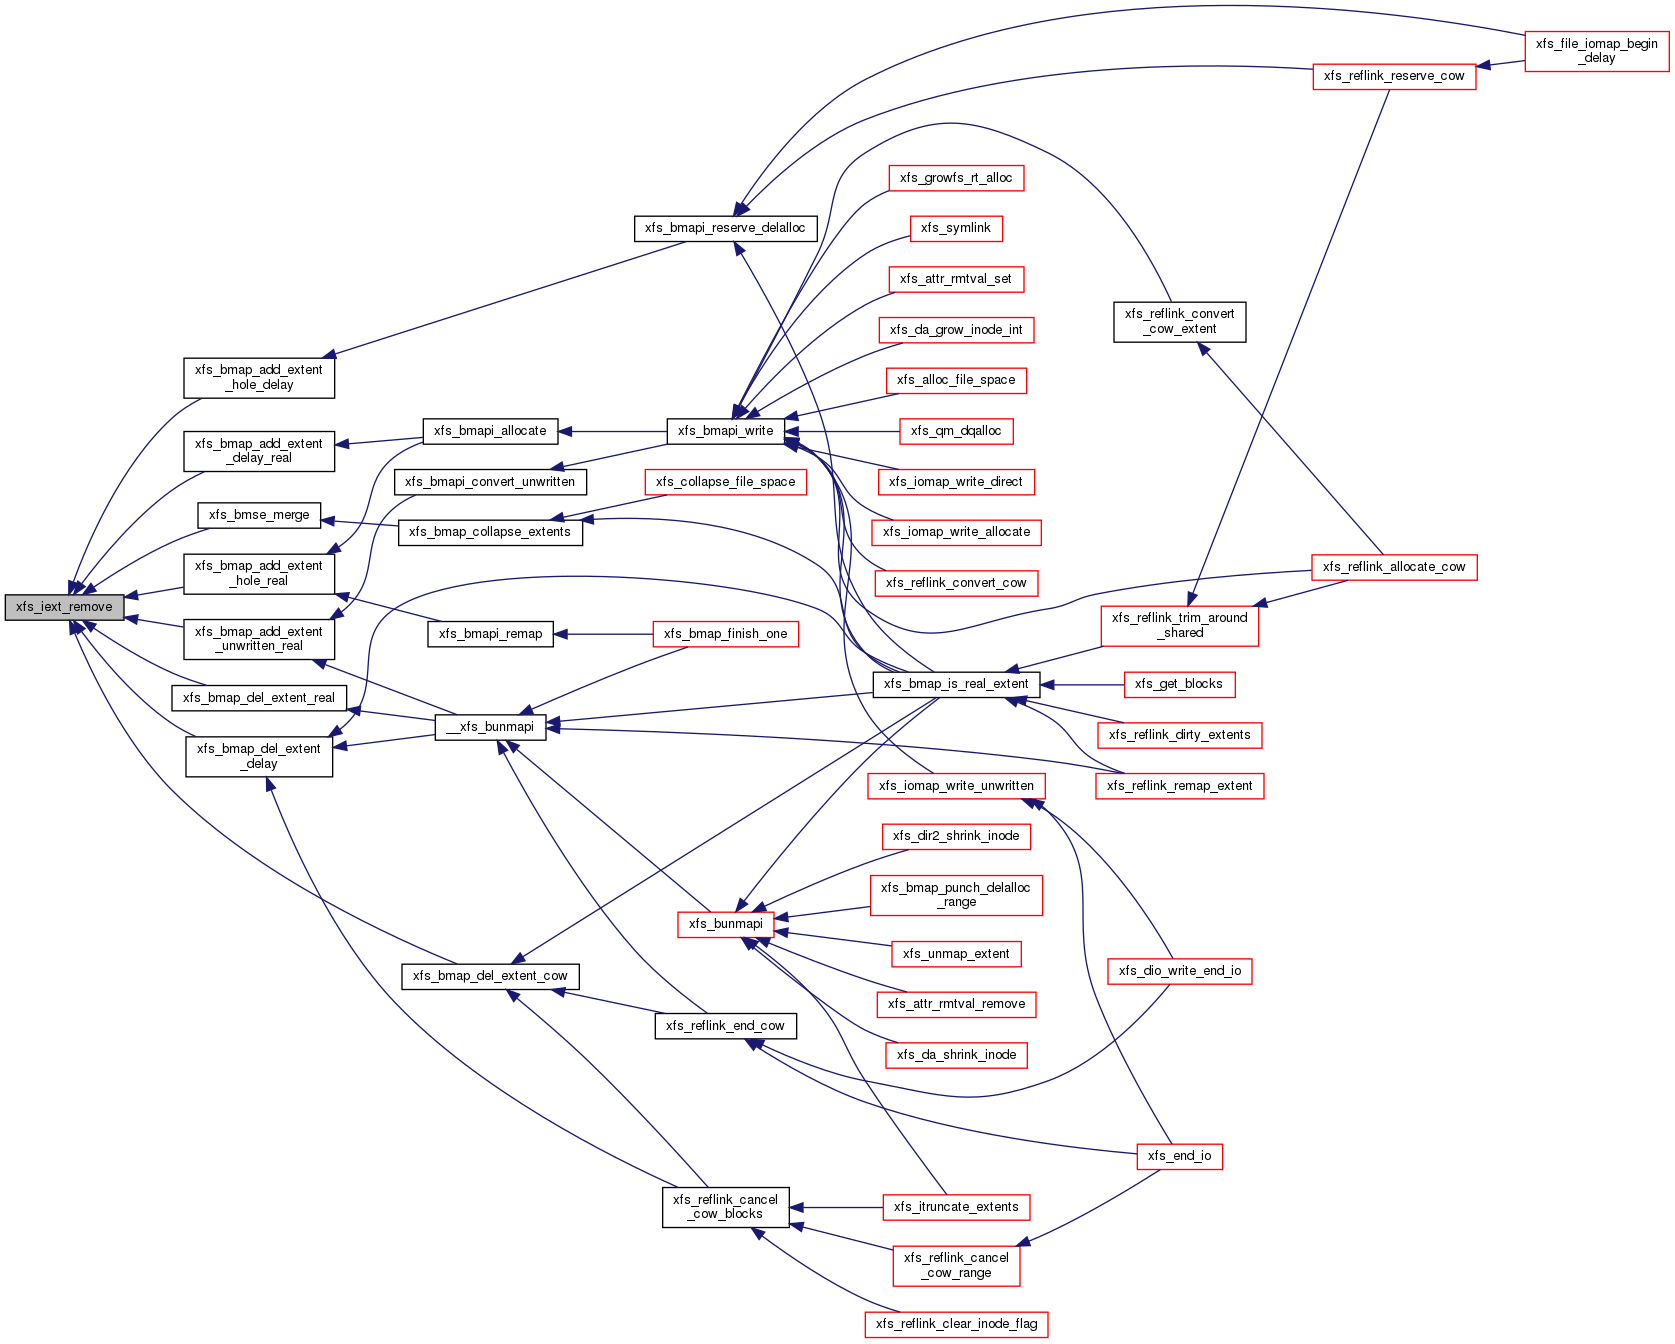 xfs_file_iomap_begin
_delay
xfs_reflink_reserve_cow
xfs_growfs_rt_alloc
xfs_bmapi_reserve_delalloc
xfs_symlink
xfs_attr_rmtval_set
xfs_reflink_convert
_cow_extent
xfs_da_grow_inode_int
xfs_bmap_add_extent
_hole_delay
xfs_alloc_file_space
xfs_bmap_add_extent
_delay_real
xfs_bmapi_allocate
xfs_bmapi_write
xfs_qm_dqalloc
xfs_bmapi_convert_unwritten
xfs_collapse_file_space
xfs_iomap_write_direct
xfs_bmse_merge
xfs_bmap_collapse_extents
xfs_iomap_write_allocate
xfs_bmap_add_extent
_hole_real
xfs_reflink_convert_cow
xfs_reflink_allocate_cow
xfs_iext_remove
xfs_bmap_add_extent
_unwritten_real
xfs_bmapi_remap
xfs_bmap_finish_one
xfs_reflink_trim_around
_shared
xfs_bmap_del_extent_real
xfs_bmap_is_real_extent
xfs_get_blocks
__xfs_bunmapi
xfs_reflink_dirty_extents
xfs_bmap_del_extent
_delay
xfs_iomap_write_unwritten
xfs_reflink_remap_extent
xfs_dir2_shrink_inode
xfs_bmap_punch_delalloc
_range
xfs_bunmapi
xfs_unmap_extent
xfs_bmap_del_extent_cow
xfs_dio_write_end_io
xfs_attr_rmtval_remove
xfs_reflink_end_cow
xfs_da_shrink_inode
xfs_end_io
xfs_reflink_cancel
_cow_blocks
xfs_itruncate_extents
xfs_reflink_cancel
_cow_range
xfs_reflink_clear_inode_flag